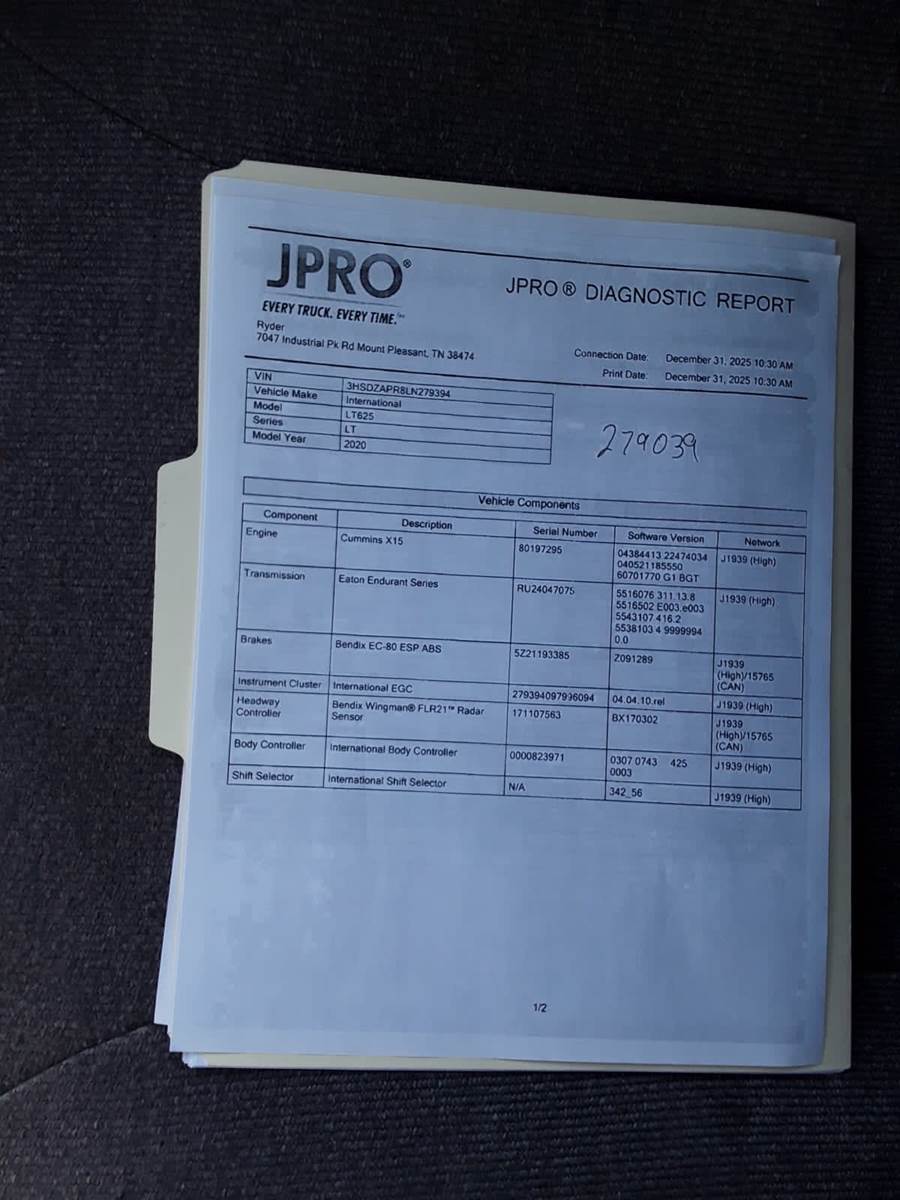 JPRO®
EVERY TRUCK. EVERY TIME.™
JPRO® DIAGNOSTIC REPORT
Ryder
7047 Industrial Pk Rd Mount Pleasant, TN 38474
Connection Date: December 31, 2025 10:30 AM
Print Date: December 31, 2025 10:30 AM
VIN 3HSDZAPR8LN279394
Vehicle Make International
Model LT625
Series LT
Model Year 2020
279039
Vehicle Components
Component Description Serial Number Software Version Network
Engine Cummins X15 80197295 04384413 22474034 J1939 (High)
040521185550
60701770 G1 BGT
Transmission Eaton Endurant Series RU24047075 5516076 311.13.8 J1939 (High)
5516502 E003.e003
5543107 416.2
5538103 4 9999994
0.0
Brakes Bendix EC-80 ESP ABS 5Z21193385 Z091289 J1939
(High)/15765
(CAN)
Instrument Cluster International EGC 279394097996094 04.04.10.rel J1939 (High)
Headway Bendix Wingman® FLR21™ Radar 171107563 BX170302 J1939
Controller Sensor (High)/15765
(CAN)
Body Controller International Body Controller 0000823971 0307 0743 425 J1939 (High)
0003
Shift Selector International Shift Selector N/A 342_56 J1939 (High)
1/2